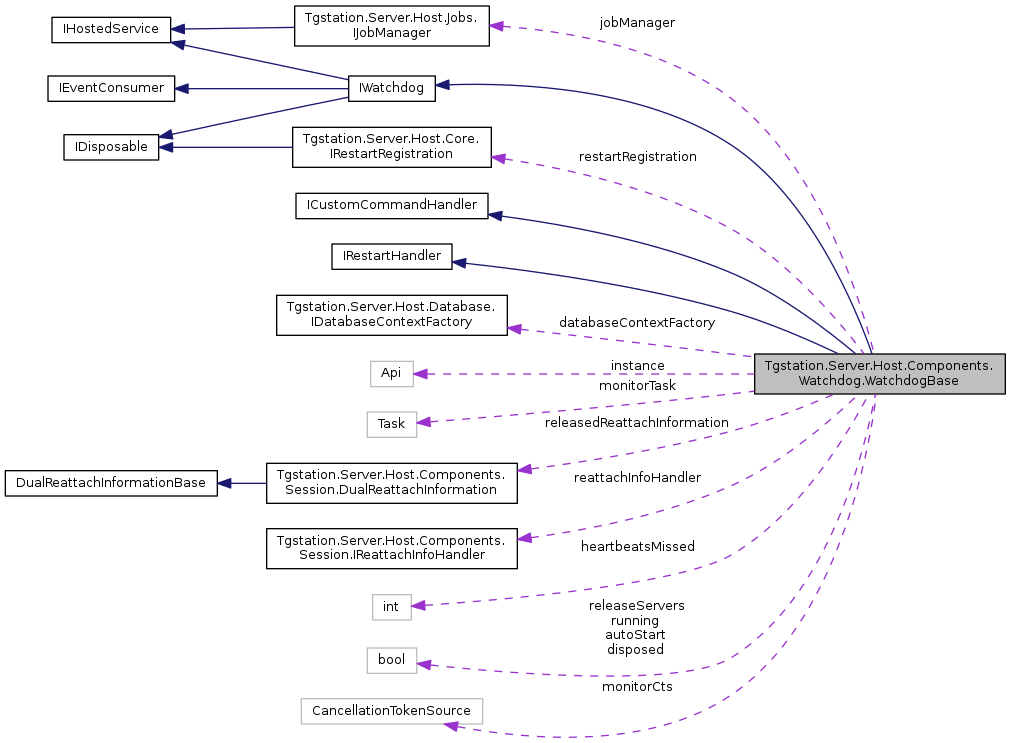 jobManager
Tgstation.Server.Host.Jobs.
IJobManager
IHostedService
IEventConsumer
IWatchdog
IDisposable
Tgstation.Server.Host.Core.
IRestartRegistration
restartRegistration
ICustomCommandHandler
IRestartHandler
Tgstation.Server.Host.Database.
IDatabaseContextFactory
databaseContextFactory
Tgstation.Server.Host.Components.
Watchdog.WatchdogBase
Api
instance
monitorTask
Task
releasedReattachInformation
DualReattachInformationBase
Tgstation.Server.Host.Components.
Session.DualReattachInformation
reattachInfoHandler
Tgstation.Server.Host.Components.
Session.IReattachInfoHandler
heartbeatsMissed
int
releaseServers
running
autoStart
disposed
bool
monitorCts
CancellationTokenSource